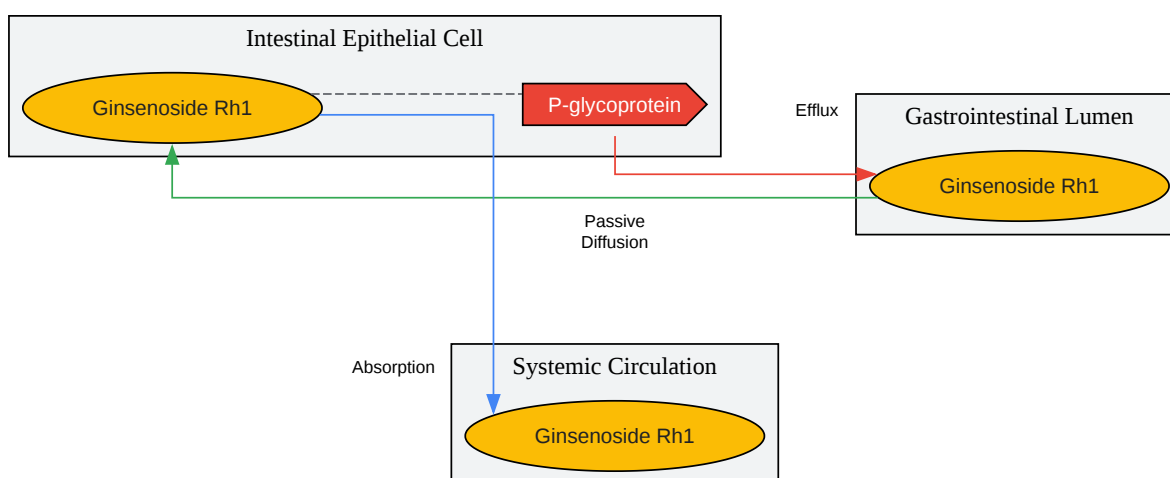 Intestinal Epithelial Cell
Ginsenoside Rh1
P-glycoprotein
Efflux
Gastrointestinal Lumen
Ginsenoside Rh1
Passive
Diffusion
Absorption
Systemic Circulation
Ginsenoside Rh1